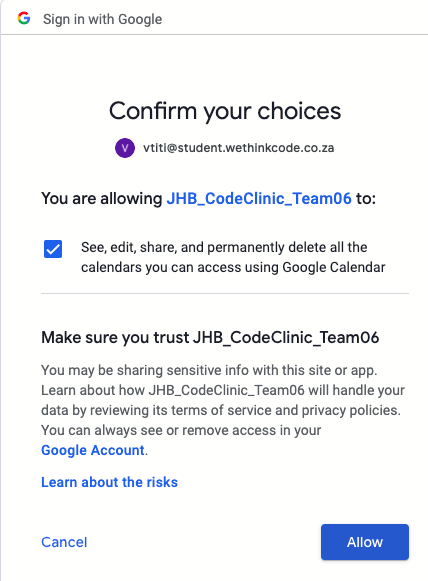 Sign in with Google
Confirm your choices
V
vtiti@student.wethinkcode.co.za
You are allowing JHB_CodeClinic_Team06 to:
See, edit, share, and permanently delete all the
calendars you can access using Google Calendar
Make sure you trust JHB_CodeClinic_Team06
You may be sharing sensitive info with this site or app.
Learn about how JHB_CodeClinic_Team06 will handle your
data by reviewing its terms of service and privacy policies.
You can always see or remove access in your
Google Account.
Learn about the risks
Cancel
Allow